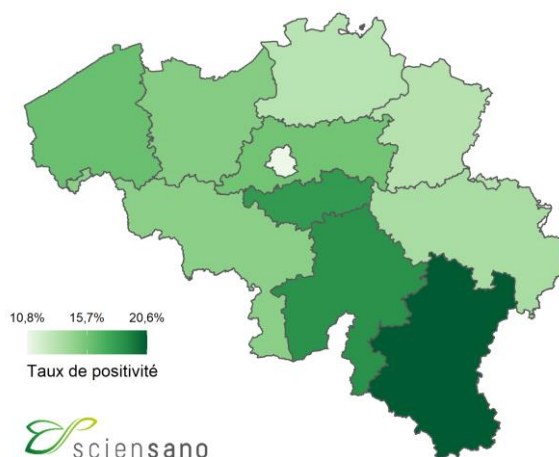 10,8% 15,7% 20,6%
Taux de positivité
sciensano